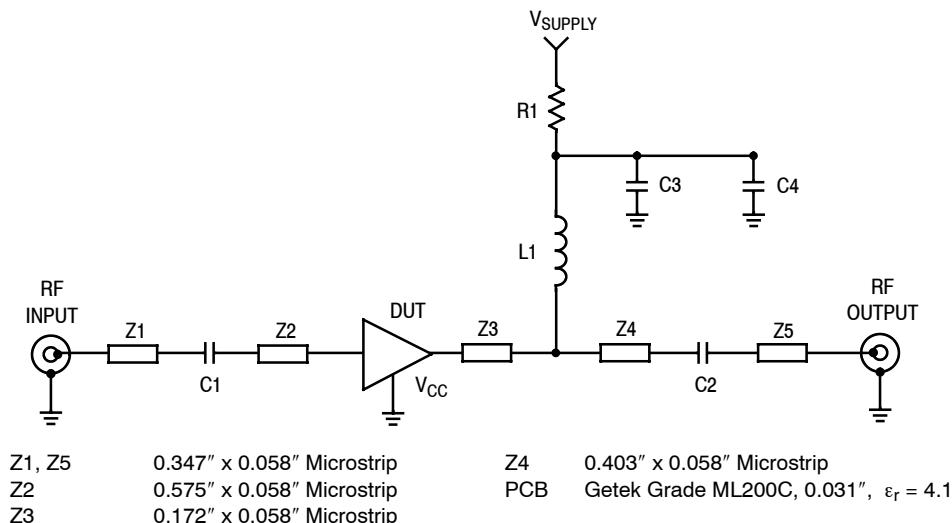 VSUPPLY
R1
C3
C4
L1
RF
INPUT
Z1
Z2
DUT
Z3
Z4
Z5
RF
OUTPUT
C1
VCC
C2
Z1, Z5 0.347″ x 0.058″ Microstrip
Z2 0.575″ x 0.058″ Microstrip
Z3 0.172″ x 0.058″ Microstrip
Z4 0.403″ x 0.058″ Microstrip
PCB Getek Grade ML200C, 0.031″, εr = 4.1